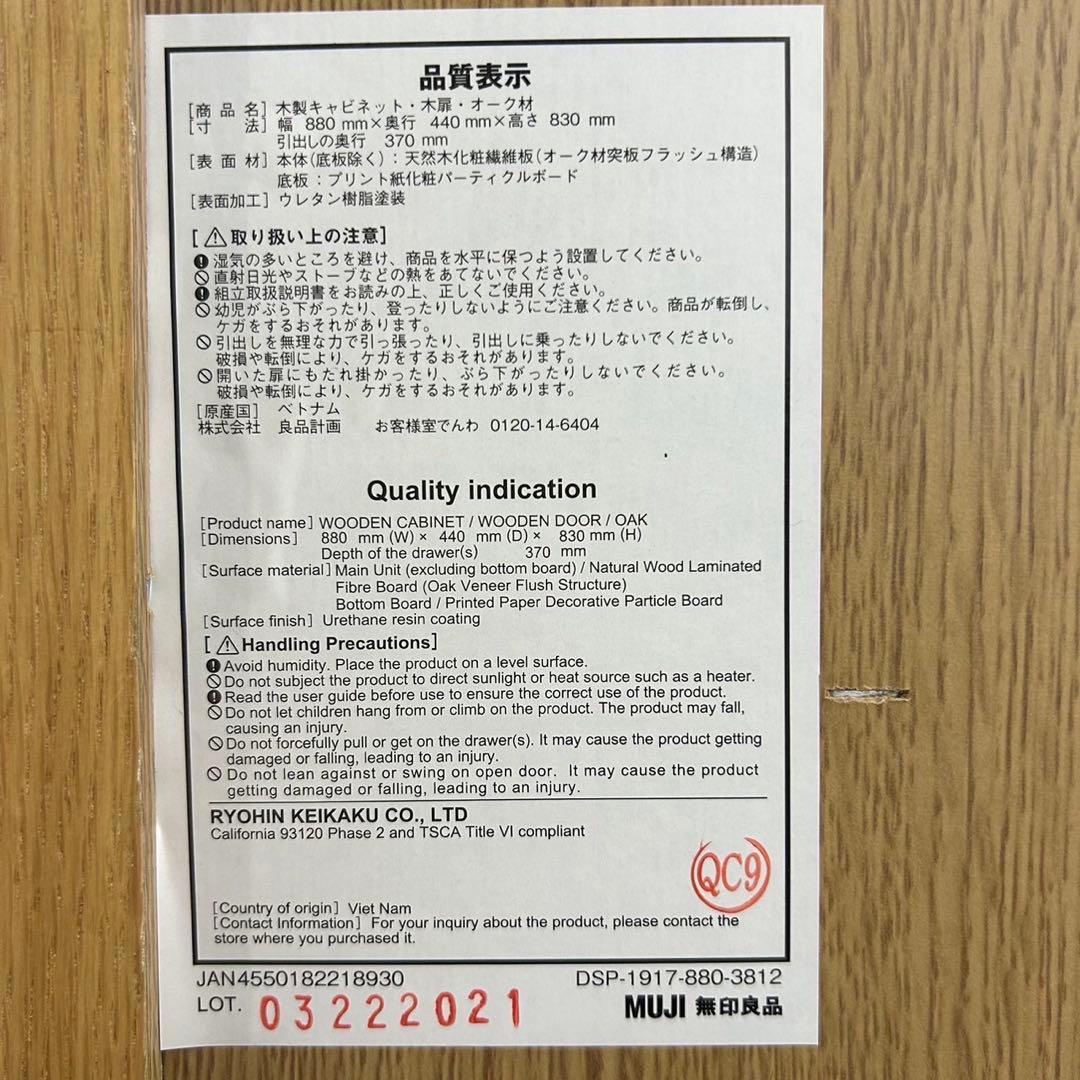 品質表示
[商品名] 木製キャビネット・木扉・オーク材
[寸法] 幅 880 mm×奥行 440 mm×高さ 830 mm
引出しの奥行 370 mm
[表面材] 本体(底板除く)：天然木化粧繊維板(オーク材突板フラッシュ構造)
底板：プリント紙化粧パーティクルボード
[表面加工] ウレタン樹脂塗装
[⚠取り扱い上の注意]
湿気の多いところを避け、商品を水平に保つよう設置してください。
直射日光やストーブなどの熱をあてないでください。
組立取扱説明書をお読みの上、正しくご使用ください。
幼児がぶら下がったり、登ったりしないようにご注意ください。商品が転倒し、
ケガをするおそれがあります。
引出しを無理な力で引っ張ったり、引出しに乗ったりしないでください。
破損や転倒により、ケガをするおそれがあります。
開いた扉にもたれ掛かったり、ぶら下がったりしないでください。
破損や転倒により、ケガをするおそれがあります。
[原産国] ベトナム
株式会社 良品計画 お客様室でんわ 0120-14-6404
Quality indication
[Product name] WOODEN CABINET / WOODEN DOOR / OAK
[Dimensions] 880 mm (W) × 440 mm (D) × 830 mm (H)
Depth of the drawer(s) 370 mm
[Surface material] Main Unit (excluding bottom board) / Natural Wood Laminated
Fibre Board (Oak Veneer Flush Structure)
Bottom Board / Printed Paper Decorative Particle Board
[Surface finish] Urethane resin coating
[⚠Handling Precautions]
Avoid humidity. Place the product on a level surface.
Do not subject the product to direct sunlight or heat source such as a heater.
Read the user guide before use to ensure the correct use of the product.
Do not let children hang from or climb on the product. The product may fall,
causing an injury.
Do not forcefully pull or get on the drawer(s). It may cause the product getting
damaged or falling, leading to an injury.
Do not lean against or swing on open door. It may cause the product
getting damaged or falling, leading to an injury.
RYOHIN KEIKAKU CO., LTD
California 93120 Phase 2 and TSCA Title VI compliant
QC9
[Country of origin] Viet Nam
[Contact Information] For your inquiry about the product, please contact the
store where you purchased it.
JAN4550182218930 DSP-1917-880-3812
LOT. 03222021 MUJI 無印良品